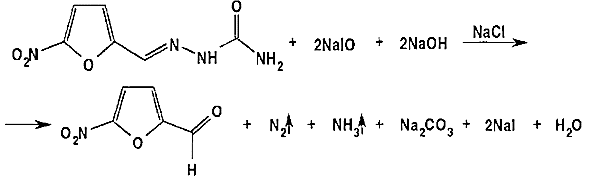 O₂N O N NH O NH₂ + 2NaIO + 2NaOH NaCl
O₂N O O H + N₂↑ + NH₃↑ + Na₂CO₃ + 2NaI + H₂O